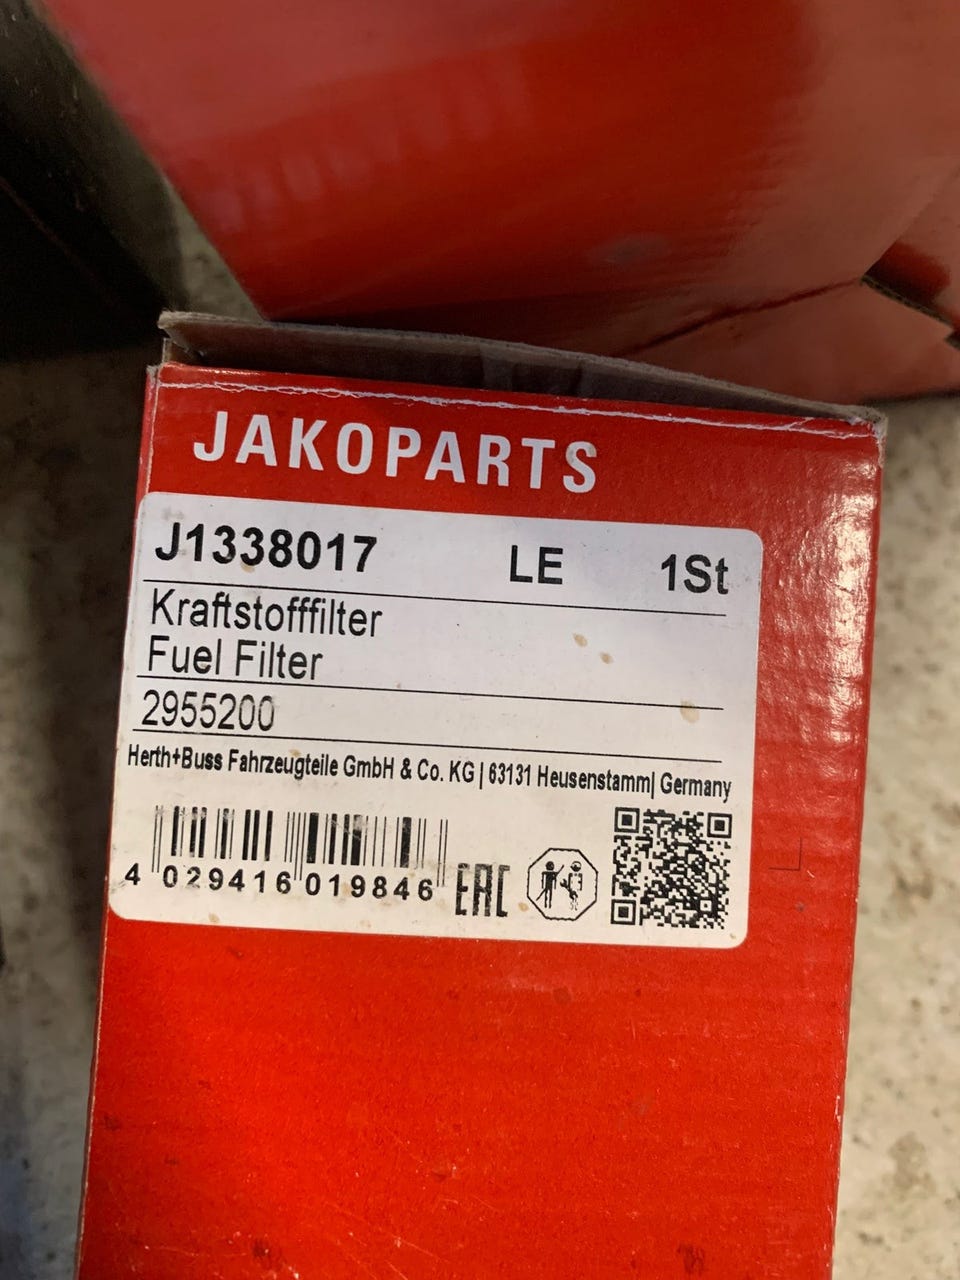 JAKOPARTS
J1338017 LE 1St
Kraftstofffilter
Fuel Filter
2955200
Herth+Buss Fahrzeugteile GmbH & Co. KG | 63131 Heusenstamm| Germany
4 029416 019846 EAC